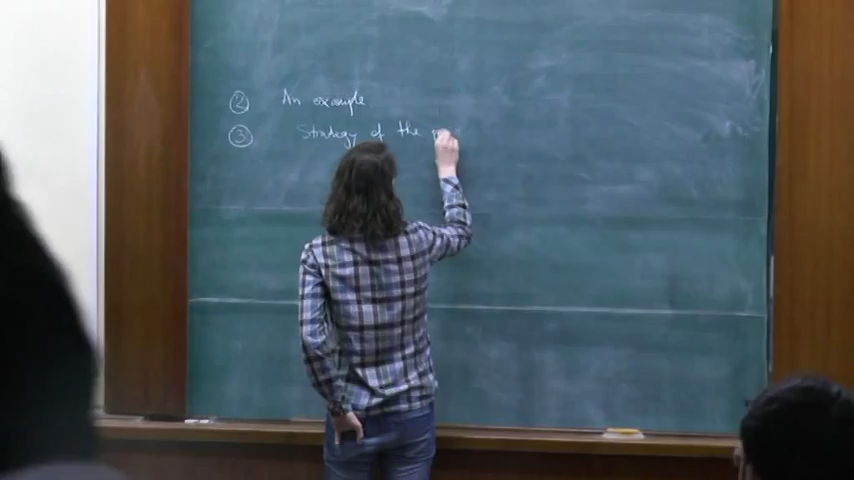 ② An example
③ Strategy of the